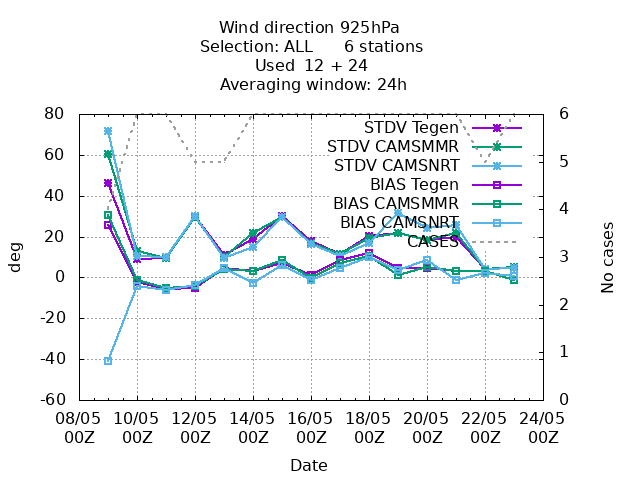 Wind direction 925hPa
Selection: ALL      6 stations
Used  12 + 24
Averaging window: 24h
80
60
40
20
0
-20
-40
-60
deg
6
5
4
3
2
1
0
No cases
STDV Tegen
STDV CAMSMMR
STDV CAMSNRT
BIAS Tegen
BIAS CAMSMMR
BIAS CAMSNRT
CASES
08/05 10/05 12/05 14/05 16/05 18/05 20/05 22/05 24/05
00Z 00Z 00Z 00Z 00Z 00Z 00Z 00Z 00Z
Date